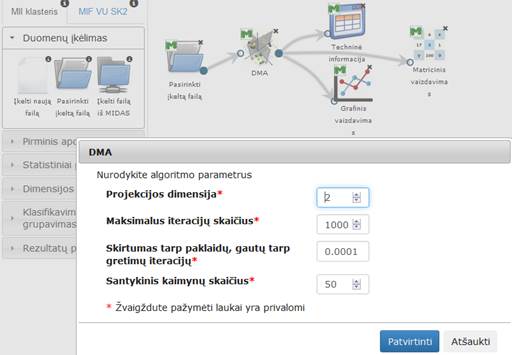 MII klasteris
MIF VU SK2
Duomenų įkėlimas
Įkelti naują
failą
Pasirinkti
įkeltą failą
Įkelti failą
iš MIDAS
Pirminis apo
Statistiniai
Dimensijos
Klasifikavim
grupavimas
Rezultatų p
Pasirinkti
įkeltą failą
DMA
Techninė
informacija
Grafinis
vaizdavima
s
Matricinis
vaizdavima
s
DMA
Nurodykite algoritmo parametrus
Projekcijos dimensija*
2
Maksimalus iteracijų skaičius*
1000
Skirtumas tarp paklaidų, gautų tarp
gretimų iteracijų*
0.0001
Santykinis kaimynų skaičius*
50
* Žvaigždute pažymėti laukai yra privalomi
Patvirtinti
Atšaukti